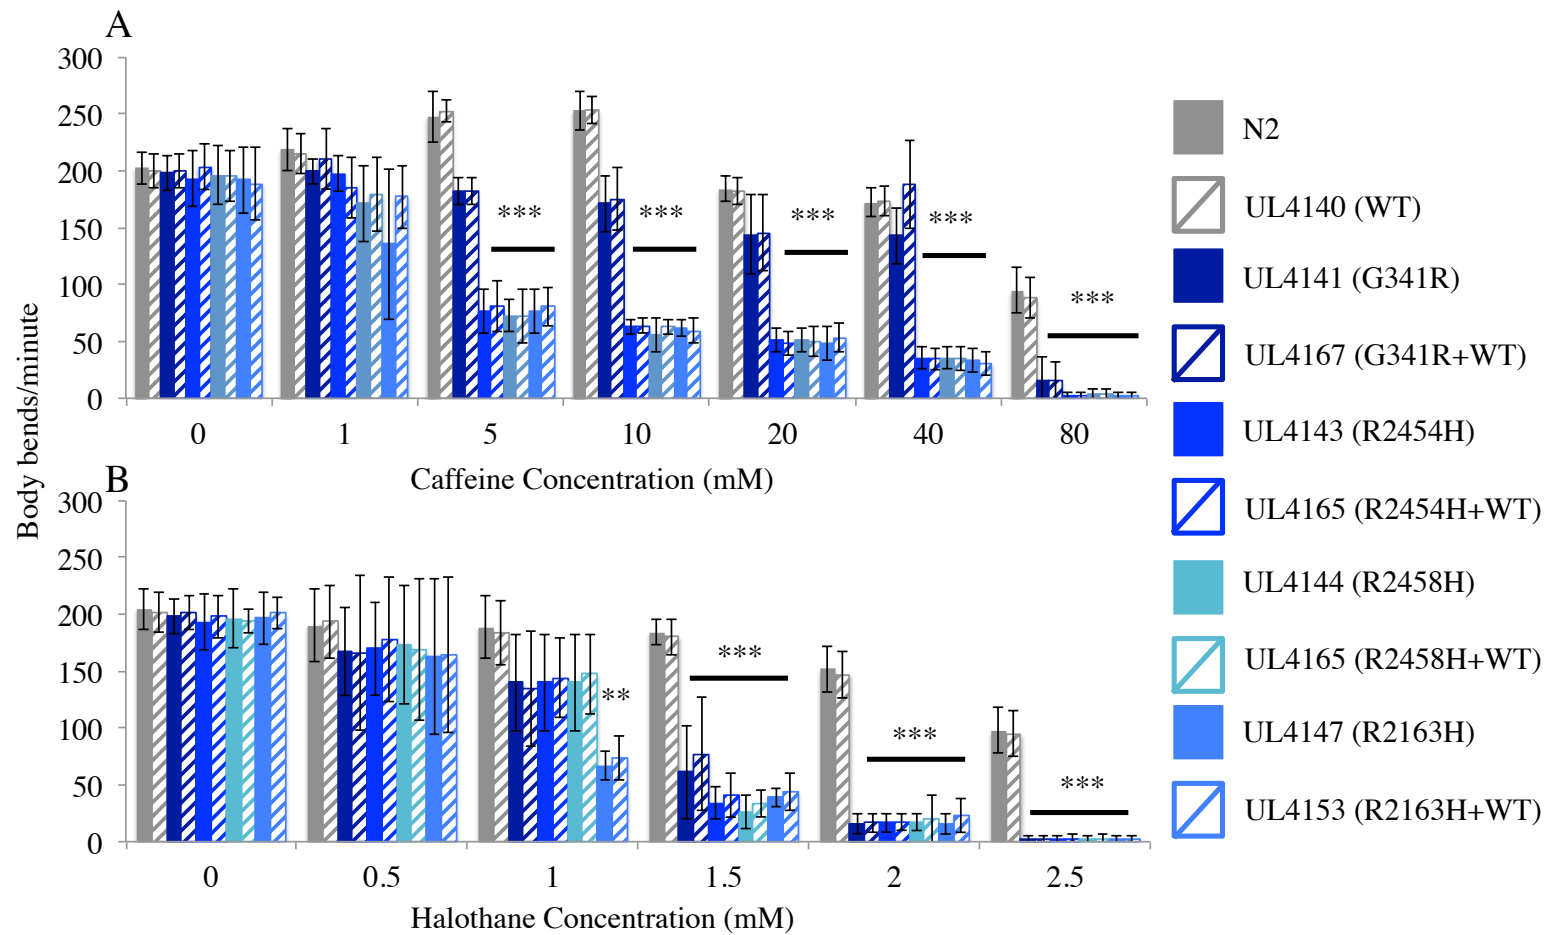 A
300
250
200
150
100
50
0
*** *** *** *** ***
0 1 5 10 20 40 80
Caffeine Concentration (mM)
Body bends/minute
B
300
250
200
150
100
50
0
** *** *** ***
0 0.5 1 1.5 2 2.5
Halothane Concentration (mM)
N2
UL4140 (WT)
UL4141 (G341R)
UL4167 (G341R+WT)
UL4143 (R2454H)
UL4165 (R2454H+WT)
UL4144 (R2458H)
UL4165 (R2458H+WT)
UL4147 (R2163H)
UL4153 (R2163H+WT)